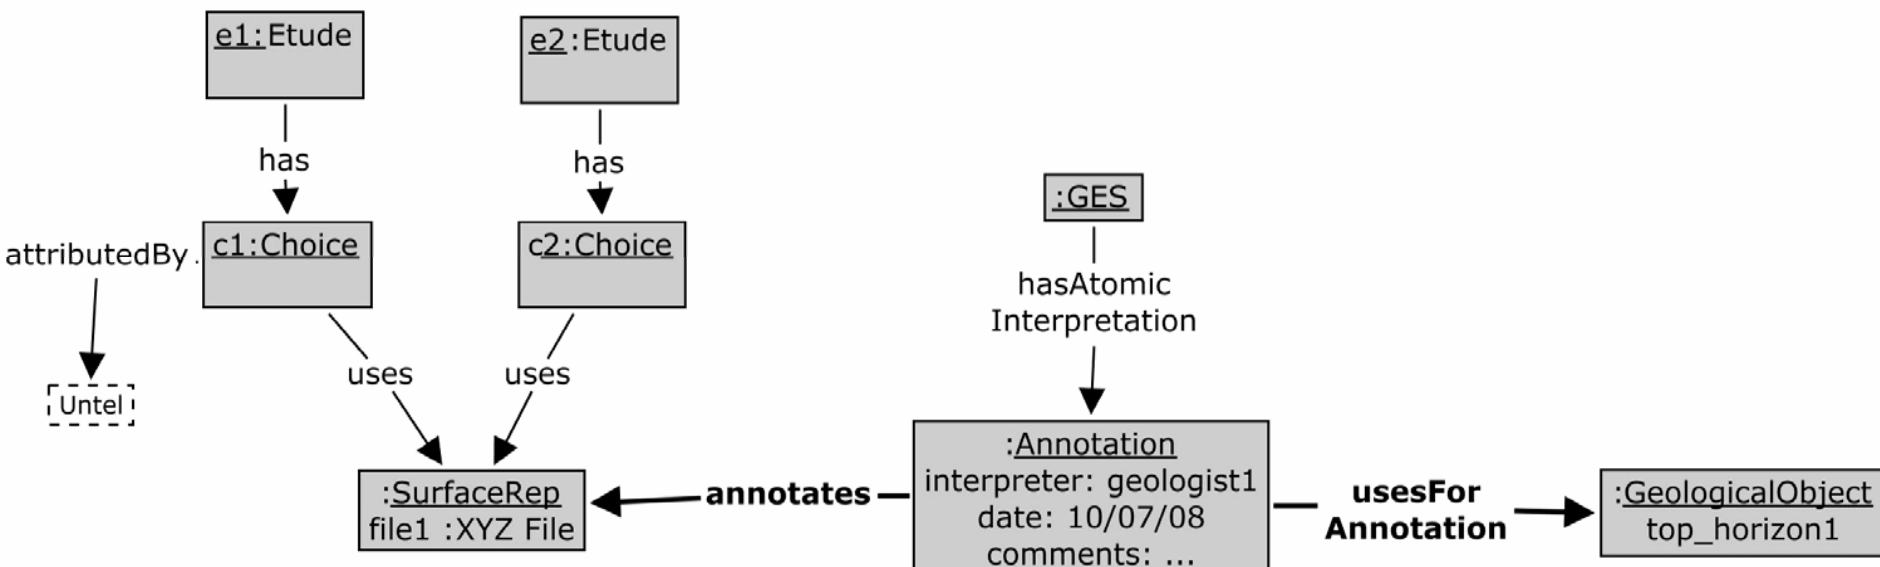 e1:Etude
e2:Etude
has
has
:GES
attributedBy
c1:Choice
c2:Choice
hasAtomic
Interpretation
uses
uses
Untel
:Annotation
interpreter: geologist1
date: 10/07/08
comments: ...
:SurfaceRep
file1 :XYZ File
annotates
usesFor
Annotation
:GeologicalObject
top_horizon1